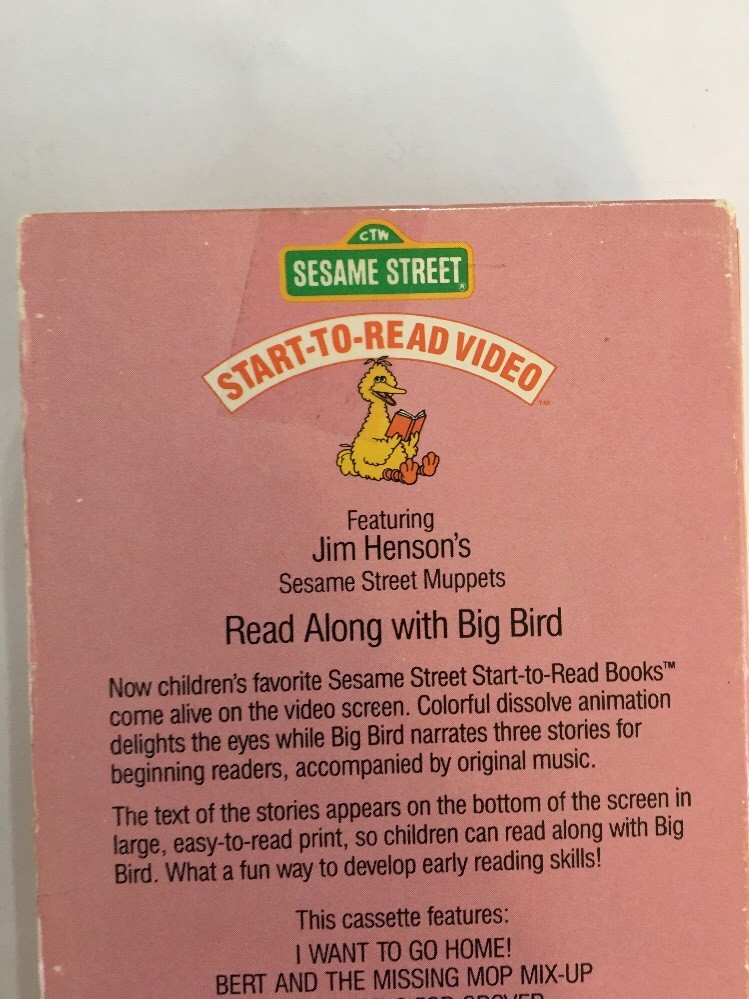 CTW
SESAME STREET®
START-TO-READ VIDEO™
Featuring
Jim Henson's
Sesame Street Muppets
Read Along with Big Bird
Now children's favorite Sesame Street Start-to-Read Books™
come alive on the video screen. Colorful dissolve animation
delights the eyes while Big Bird narrates three stories for
beginning readers, accompanied by original music.
The text of the stories appears on the bottom of the screen in
large, easy-to-read print, so children can read along with Big
Bird. What a fun way to develop early reading skills!
This cassette features:
I WANT TO GO HOME!
BERT AND THE MISSING MOP MIX-UP
FOR GROVER